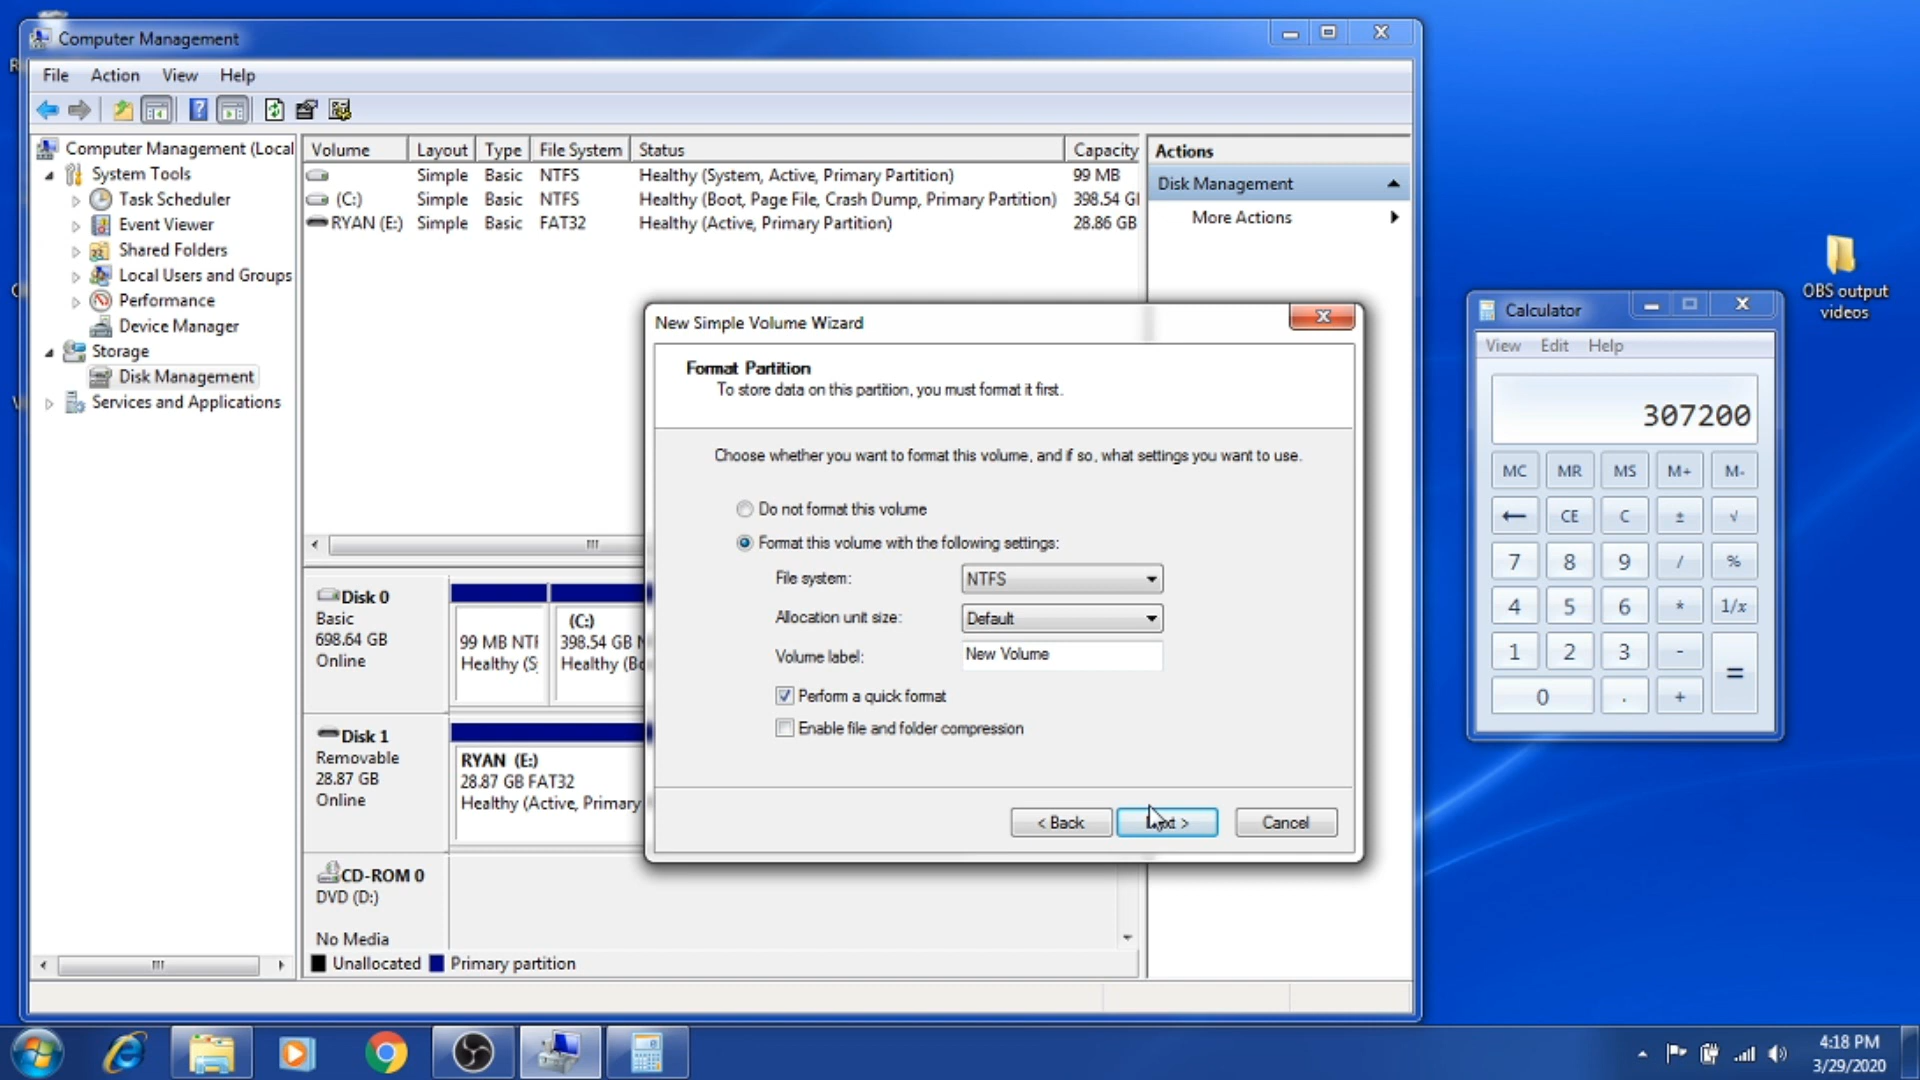 Computer Management
File Action View Help
Computer Management (Local
System Tools
Task Scheduler
Event Viewer
Shared Folders
Local Users and Groups
Performance
Device Manager
Storage
Disk Management
Services and Applications
Volume Layout Type File System Status Capacity
Simple Basic NTFS Healthy (System, Active, Primary Partition) 99 MB
(C:) Simple Basic NTFS Healthy (Boot, Page File, Crash Dump, Primary Partition) 398.54 GI
RYAN (E:) Simple Basic FAT32 Healthy (Active, Primary Partition) 28.86 GB
Actions
Disk Management
More Actions
New Simple Volume Wizard
Format Partition
To store data on this partition, you must format it first.
Choose whether you want to format this volume, and if so, what settings you want to use.
Do not format this volume
Format this volume with the following settings:
File system: NTFS
Allocation unit size: Default
Volume label: New Volume
Perform a quick format
Enable file and folder compression
< Back
Cancel
Disk 0
Basic
698.64 GB
Online
99 MB NTI
Healthy (S
(C:)
398.54 GB N
Healthy (Bo
Disk 1
Removable
28.87 GB
Online
RYAN (E:)
28.87 GB FAT32
Healthy (Active, Primary
CD-ROM 0
DVD (D:)
No Media
Unallocated Primary partition
Calculator
View Edit Help
307200
MC MR MS M+ M-
← CE C ± √
7 8 9 / %
4 5 6 * 1/x
1 2 3 - =
0 . +
OBS output
videos
4:18 PM
3/29/2020